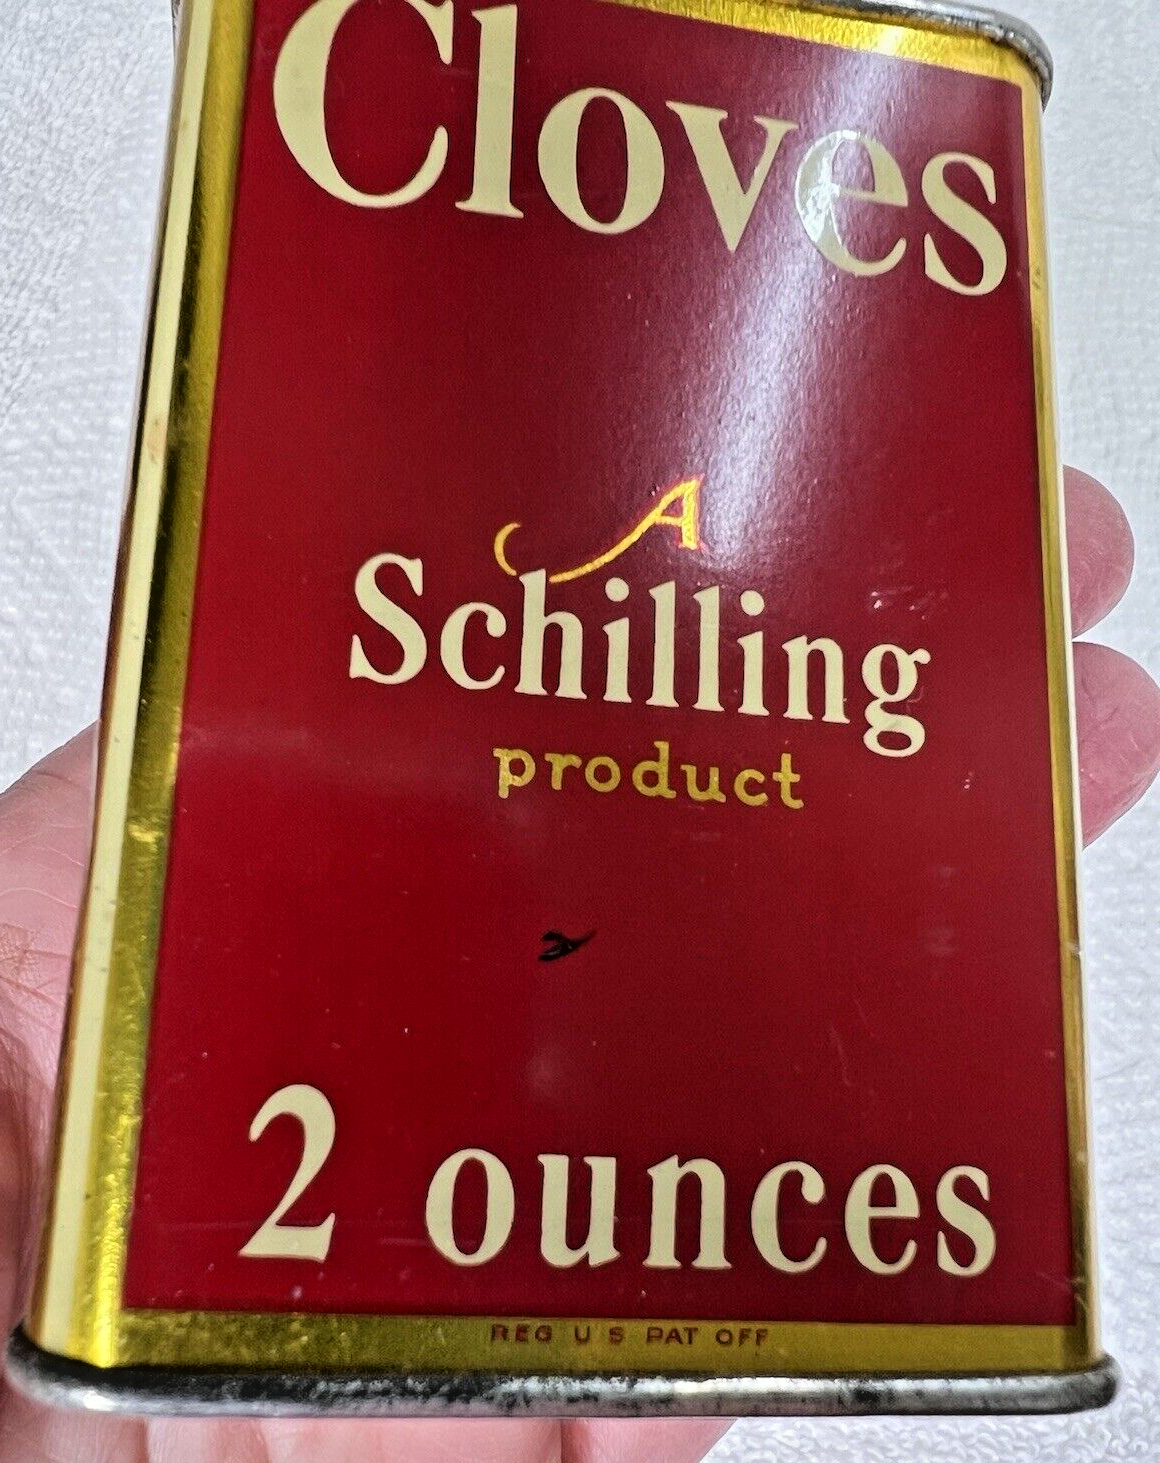 Cloves
A
Schilling
product
2 ounces
REG U S PAT OFF